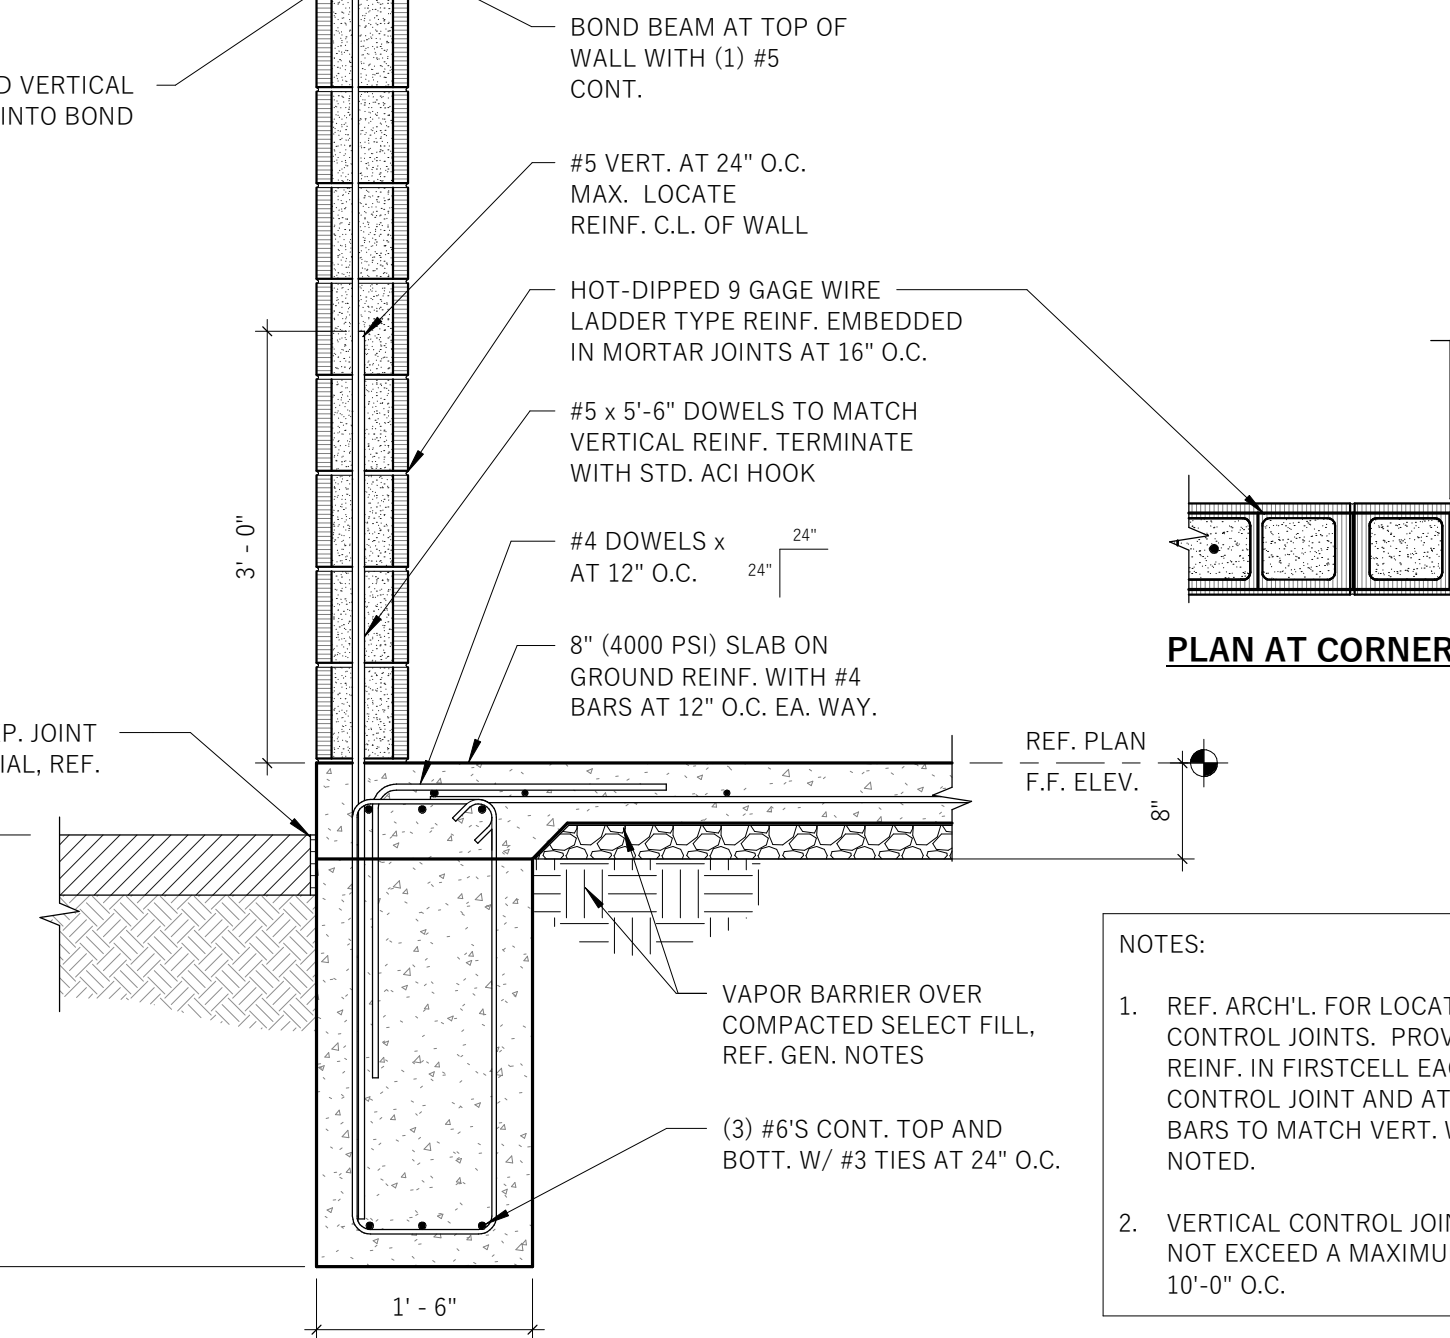 BOND BEAM AT TOP OF
WALL WITH (1) #5
CONT.
VERTICAL
INTO BOND
#5 VERT. AT 24" O.C.
MAX. LOCATE
REINF. C.L. OF WALL
HOT-DIPPED 9 GAGE WIRE
LADDER TYPE REINF. EMBEDDED
IN MORTAR JOINTS AT 16" O.C.
#5 x 5'-6" DOWELS TO MATCH
VERTICAL REINF. TERMINATE
WITH STD. ACI HOOK
3' - 0"
#4 DOWELS x
AT 12" O.C.
24"
24"
8" (4000 PSI) SLAB ON
GROUND REINF. WITH #4
BARS AT 12" O.C. EA. WAY.
PLAN AT CORNER
P. JOINT
IAL, REF.
REF. PLAN
F.F. ELEV.
8"
VAPOR BARRIER OVER
COMPACTED SELECT FILL,
REF. GEN. NOTES
(3) #6'S CONT. TOP AND
BOTT. W/ #3 TIES AT 24" O.C.
1' - 6"
NOTES:
1. REF. ARCH'L. FOR LOCAT
CONTROL JOINTS. PROV
REINF. IN FIRSTCELL EAC
CONTROL JOINT AND AT
BARS TO MATCH VERT. W
NOTED.
2. VERTICAL CONTROL JOIN
NOT EXCEED A MAXIMU
10'-0" O.C.